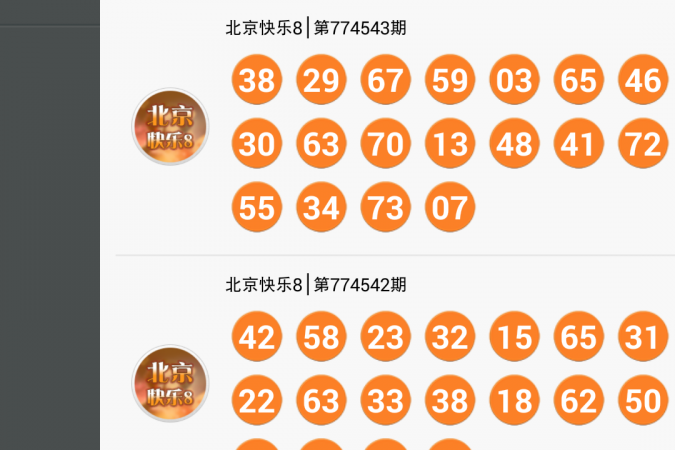 北京快乐8|第774543期
38 29 67 59 03 65 46
北京
快乐8
30 63 70 13 48 41 72
55 34 73 07
北京快乐8|第774542期
42 58 23 32 15 65 31
北京
快乐8
22 63 33 38 18 62 50